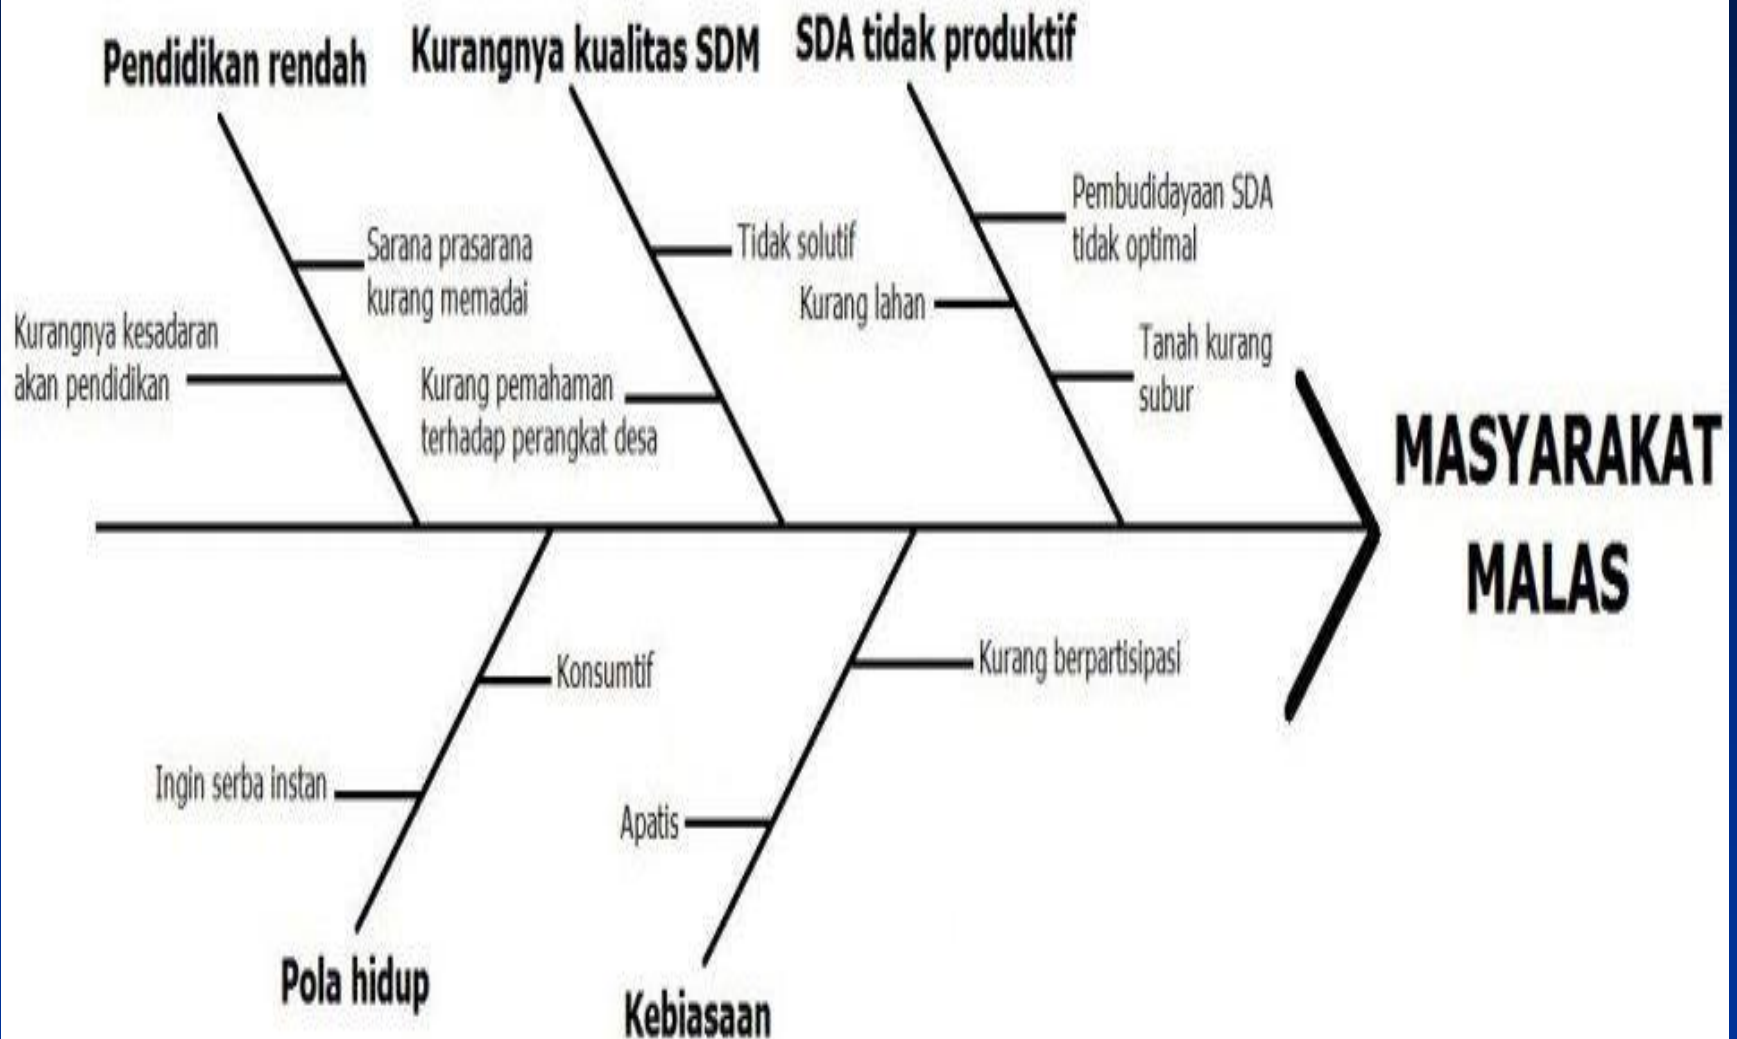 Pendidikan rendah
Kurangnya kualitas SDM
SDA tidak produktif
Sarana prasarana
kurang memadai
Kurangnya kesadaran
akan pendidikan
Tidak solutif
Kurang pemahaman
terhadap perangkat desa
Pembudidayaan SDA
tidak optimal
Kurang lahan
Tanah kurang
subur
MASYARAKAT
MALAS
Konsumtif
Ingin serba instan
Pola hidup
Kurang berpartisipasi
Apatis
Kebiasaan